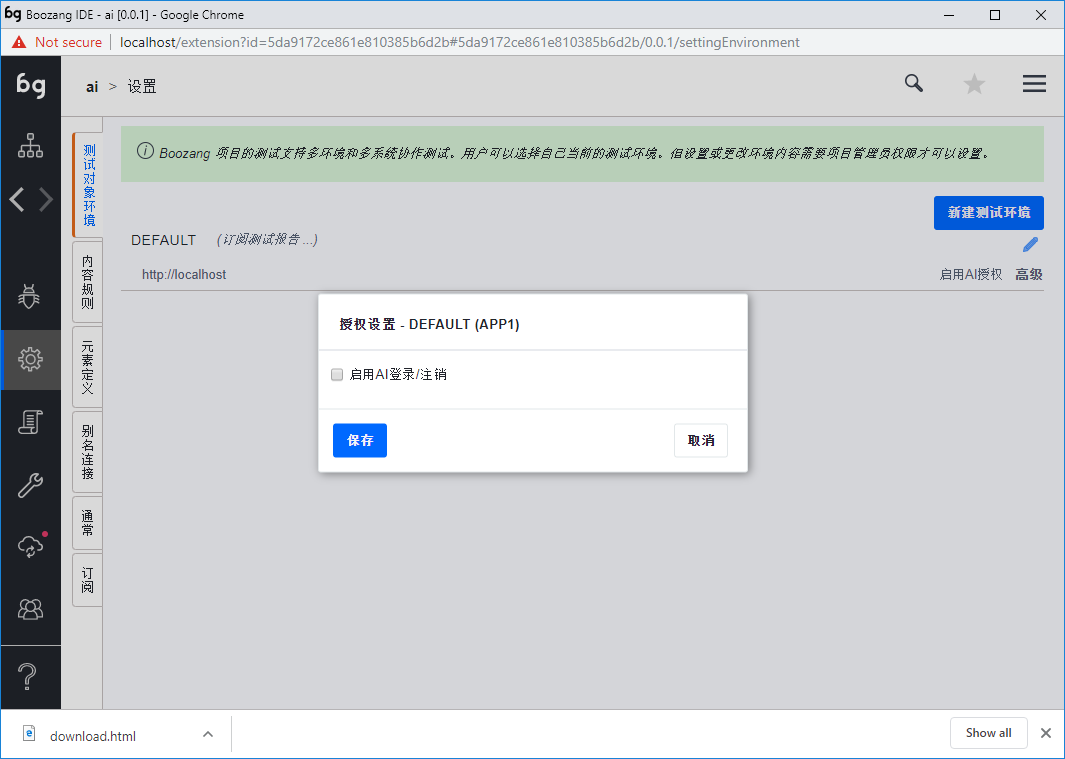 Boozang IDE - ai [0.0.1] - Google Chrome
Not secure
localhost/extension?id=5da9172ce861e810385b6d2b#5da9172ce861e810385b6d2b/0.0.1/settingEnvironment
bg
ai > 设置
测试对象环境
内容规则
元素定义
别名连接
通常
订阅
Boozang 项目的测试支持多环境和多系统协作测试。用户可以选择自己当前的测试环境。但设置或更改环境内容需要项目管理员权限才可以设置。
新建测试环境
DEFAULT (订阅测试报告 ...)
http://localhost
启用AI授权 高级
授权设置 - DEFAULT (APP1)
启用AI登录/注销
保存
取消
download.html
Show all